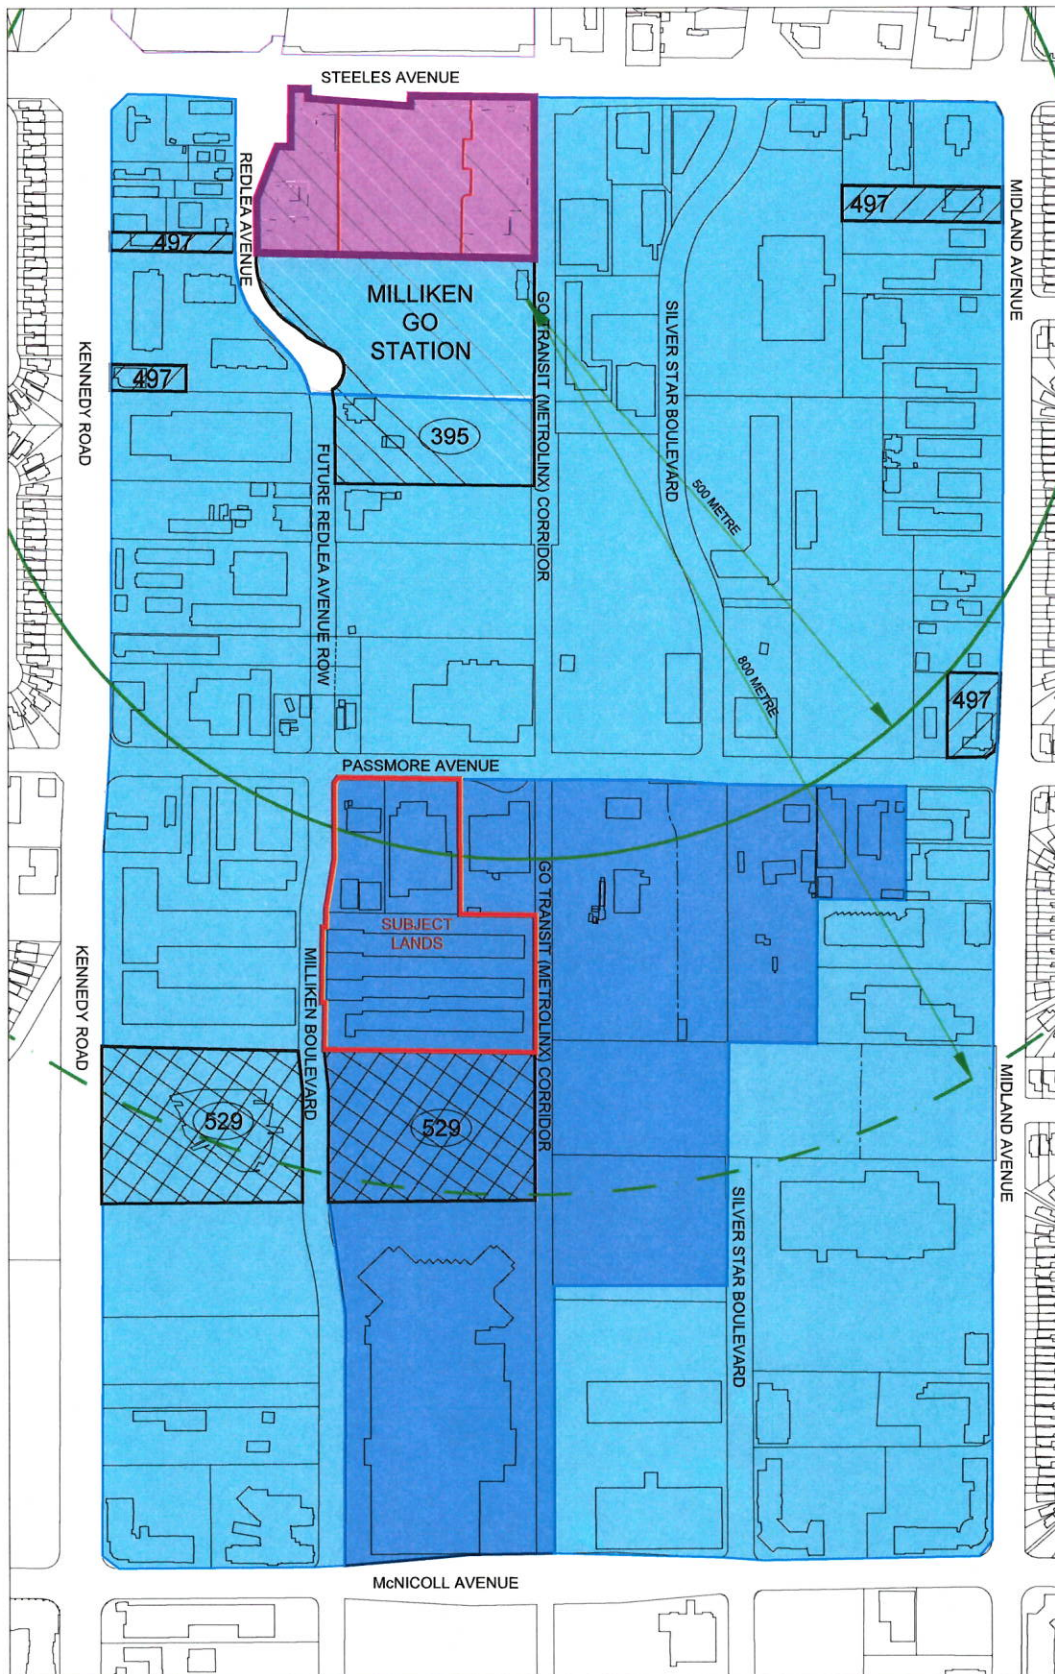 STEELES AVENUE
REDLEA AVENUE
497
497
MIDLAND AVENUE
MILLIKEN
GO
STATION
GO TRANSIT (METROLINX) CORRIDOR
SILVER STAR BOULEVARD
KENNEDY ROAD
497
395
FUTURE REDLEA AVENUE ROW
500 METRE
800 METRE
497
PASSMORE AVENUE
SUBJECT
LANDS
GO TRANSIT (METROLINX) CORRIDOR
KENNEDY ROAD
MILLIKEN BOULEVARD
MIDLAND AVENUE
529
529
SILVER STAR BOULEVARD
McNICOLL AVENUE